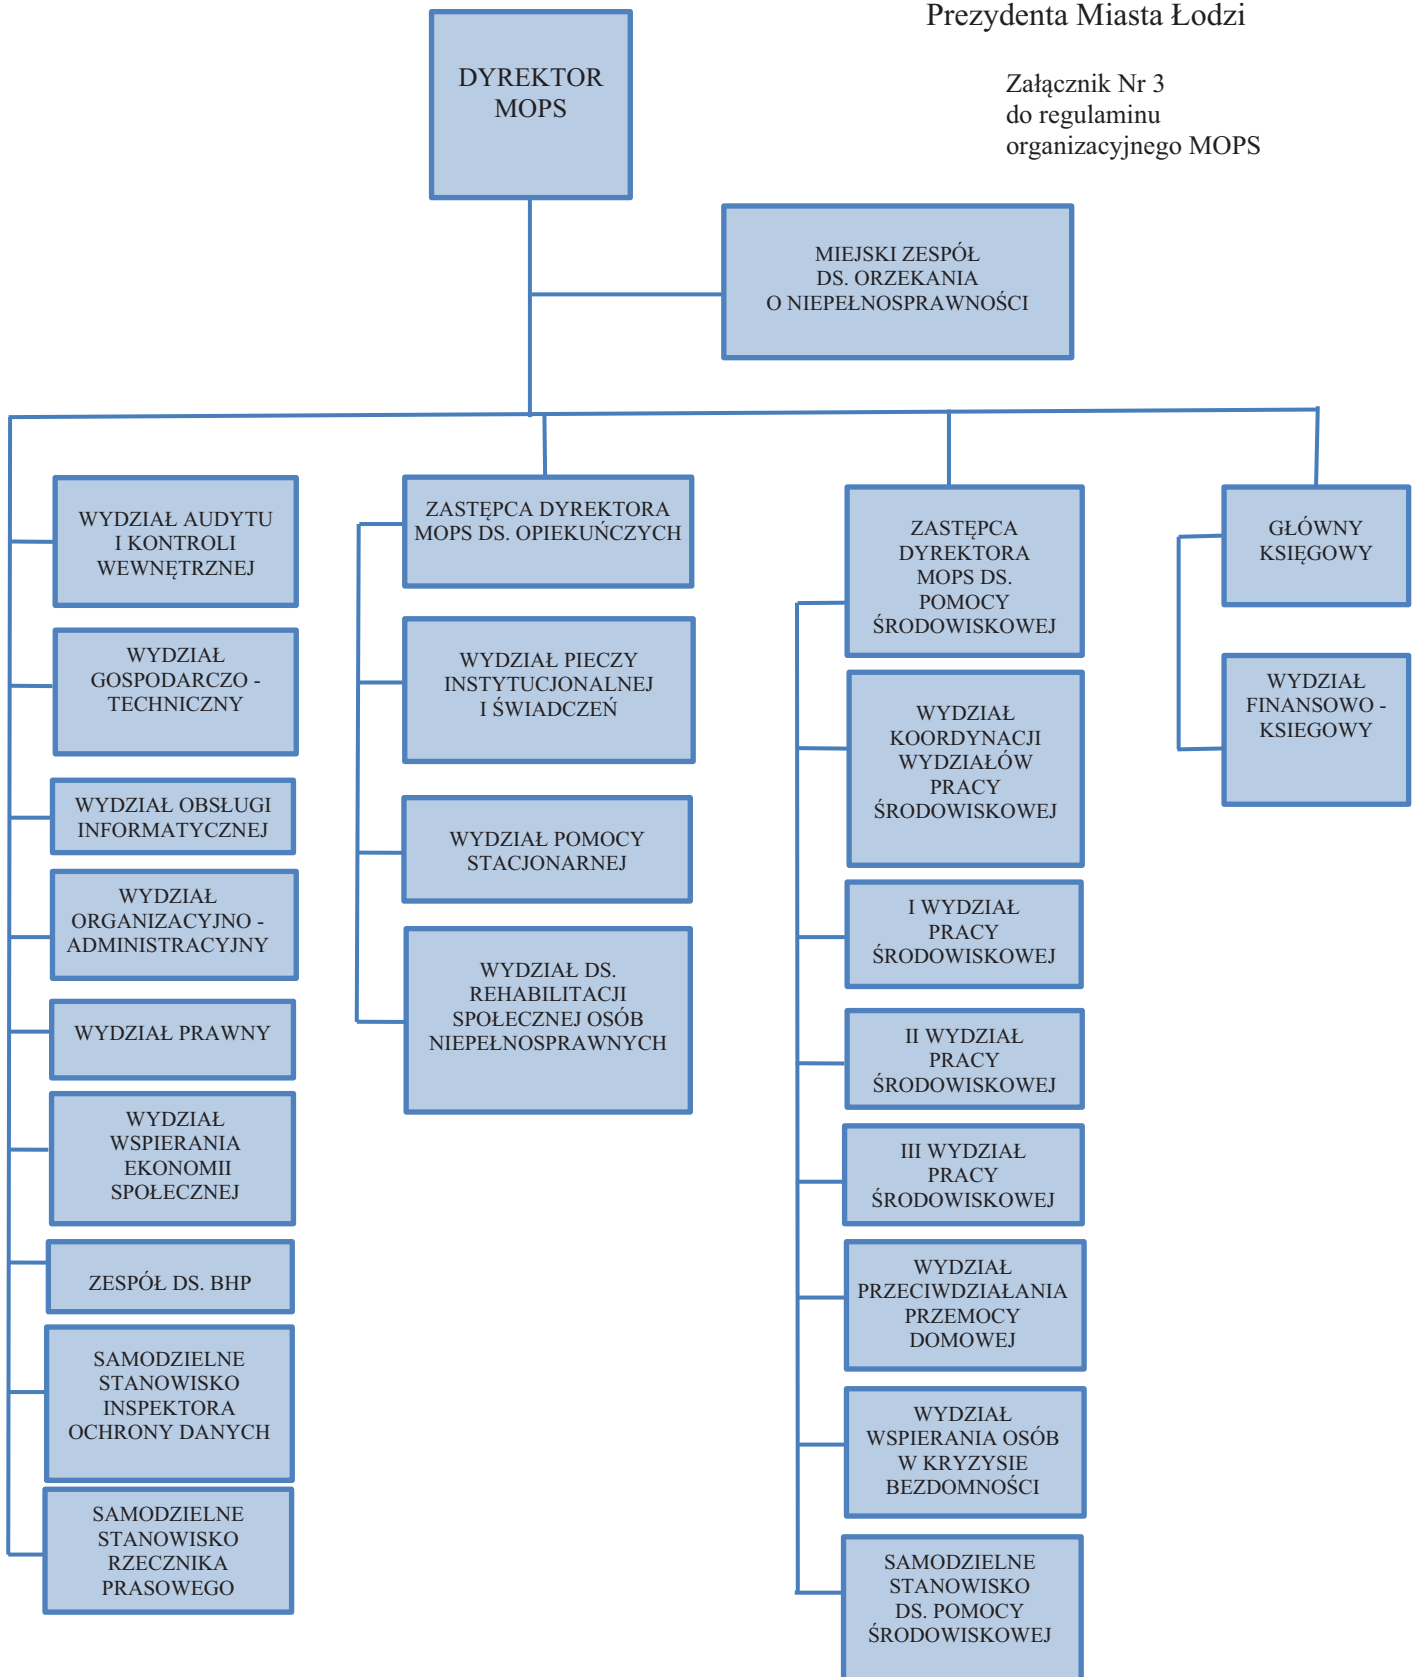 Prezydenta Miasta Łodzi
Załącznik Nr 3
do regulaminu
organizacyjnego MOPS
DYREKTOR
MOPS
MIEJSKI ZESPÓŁ
DS. ORZEKANIA
O NIEPEŁNOSPRAWNOŚCI
WYDZIAŁ AUDYTU
I KONTROLI
WEWNĘTRZNEJ
WYDZIAŁ
GOSPODARCZO -
TECHNICZNY
WYDZIAŁ OBSŁUGI
INFORMATYCZNEJ
WYDZIAŁ
ORGANIZACYJNO -
ADMINISTRACYJNY
WYDZIAŁ PRAWNY
WYDZIAŁ
WSPIERANIA
EKONOMII
SPOŁECZNEJ
ZESPÓŁ DS. BHP
SAMODZIELNE
STANOWISKO
INSPEKTORA
OCHRONY DANYCH
SAMODZIELNE
STANOWISKO
RZECZNIKA
PRASOWEGO
ZASTĘPCA DYREKTORA
MOPS DS. OPIEKUŃCZYCH
WYDZIAŁ PIECZY
INSTYTUCJONALNEJ
I ŚWIADCZEŃ
WYDZIAŁ POMOCY
STACJONARNEJ
WYDZIAŁ DS.
REHABILITACJI
SPOŁECZNEJ OSÓB
NIEPEŁNOSPRAWNYCH
ZASTĘPCA
DYREKTORA
MOPS DS.
POMOCY
ŚRODOWISKOWEJ
WYDZIAŁ
KOORDYNACJI
WYDZIAŁÓW
PRACY
ŚRODOWISKOWEJ
I WYDZIAŁ
PRACY
ŚRODOWISKOWEJ
II WYDZIAŁ
PRACY
ŚRODOWISKOWEJ
III WYDZIAŁ
PRACY
ŚRODOWISKOWEJ
WYDZIAŁ
PRZECIWDZIAŁANIA
PRZEMOCY
DOMOWEJ
WYDZIAŁ
WSPIERANIA OSÓB
W KRYZYSIE
BEZDOMNOŚCI
SAMODZIELNE
STANOWISKO
DS. POMOCY
ŚRODOWISKOWEJ
GŁÓWNY
KSIĘGOWY
WYDZIAŁ
FINANSOWO -
KSIEGOWY